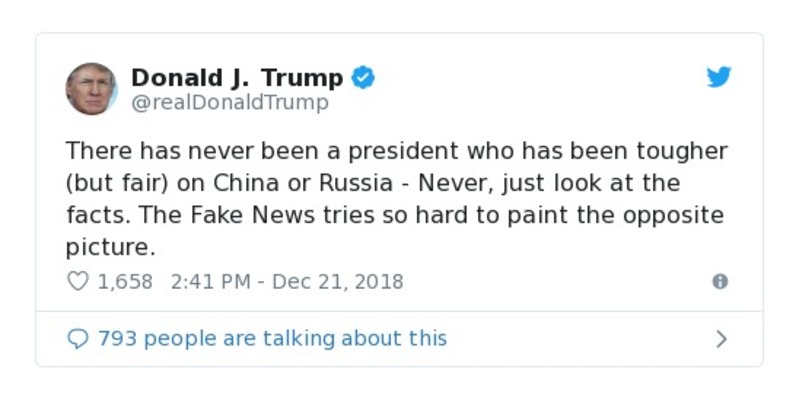 Donald J. Trump
@realDonaldTrump
There has never been a president who has been tougher
(but fair) on China or Russia - Never, just look at the
facts. The Fake News tries so hard to paint the opposite
picture.
1,658 2:41 PM - Dec 21, 2018
793 people are talking about this